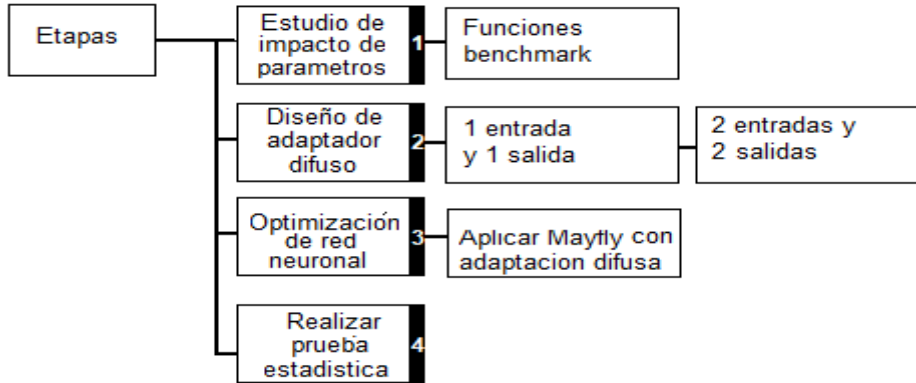 Etapas
Estudio de
impacto de
parametros
1
Funciones
benchmark
Diseño de
adaptador
difuso
2
1 entrada
y 1 salida
2 entradas y
2 salidas
Optimización
de red
neuronal
3
Aplicar Mayfly con
adaptacion difusa
Realizar
prueba
estadistica
4